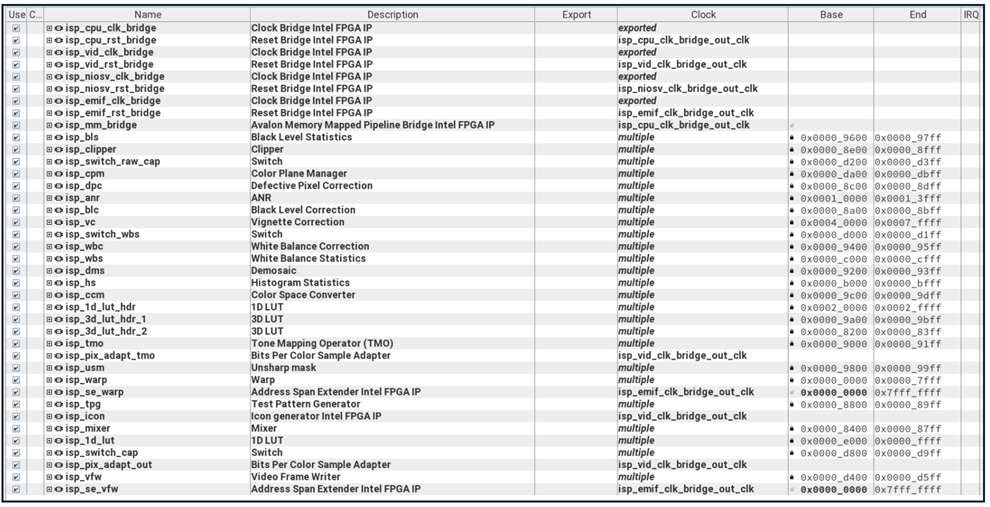 Use C... Name Description Export Clock Base End IRQ
isp_cpu_clk_bridge Clock Bridge Intel FPGA IP exported
isp_cpu_rst_bridge Reset Bridge Intel FPGA IP isp_cpu_clk_bridge_out_clk
isp_vid_clk_bridge Clock Bridge Intel FPGA IP exported
isp_vid_rst_bridge Reset Bridge Intel FPGA IP isp_vid_clk_bridge_out_clk
isp_niosv_clk_bridge Clock Bridge Intel FPGA IP exported
isp_niosv_rst_bridge Reset Bridge Intel FPGA IP isp_niosv_clk_bridge_out_clk
isp_emif_clk_bridge Clock Bridge Intel FPGA IP exported
isp_emif_rst_bridge Reset Bridge Intel FPGA IP isp_emif_clk_bridge_out_clk
isp_mm_bridge Avalon Memory Mapped Pipeline Bridge Intel FPGA IP isp_cpu_clk_bridge_out_clk
isp_bls Black Level Statistics multiple 0x0000_9600 0x0000_97ff
isp_clipper Clipper multiple 0x0000_8e00 0x0000_8fff
isp_switch_raw_cap Switch multiple 0x0000_d200 0x0000_d3ff
isp_cpm Color Plane Manager multiple 0x0000_da00 0x0000_dbff
isp_dpc Defective Pixel Correction multiple 0x0000_8c00 0x0000_8dff
isp_anr ANR multiple 0x0001_0000 0x0001_3fff
isp_blc Black Level Correction multiple 0x0000_8a00 0x0000_8bff
isp_vc Vignette Correction multiple 0x0004_0000 0x0007_ffff
isp_switch_wbs Switch multiple 0x0000_d000 0x0000_d1ff
isp_wbc White Balance Correction multiple 0x0000_9400 0x0000_95ff
isp_wbs White Balance Statistics multiple 0x0000_c000 0x0000_cfff
isp_dms Demosaic multiple 0x0000_9200 0x0000_93ff
isp_hs Histogram Statistics multiple 0x0000_b000 0x0000_bfff
isp_ccm Color Space Converter multiple 0x0000_9c00 0x0000_9dff
isp_1d_lut_hdr 1D LUT multiple 0x0002_0000 0x0002_ffff
isp_3d_lut_hdr_1 3D LUT multiple 0x0000_9a00 0x0000_9bff
isp_3d_lut_hdr_2 3D LUT multiple 0x0000_8200 0x0000_83ff
isp_tmo Tone Mapping Operator (TMO) multiple 0x0000_9000 0x0000_91ff
isp_pix_adapt_tmo Bits Per Color Sample Adapter isp_vid_clk_bridge_out_clk
isp_usm Unsharp mask multiple 0x0000_9800 0x0000_99ff
isp_warp Warp multiple 0x0000_0000 0x0000_7fff
isp_se_warp Address Span Extender Intel FPGA IP isp_emif_clk_bridge_out_clk 0x0000_0000 0x7fff_ffff
isp_tpg Test Pattern Generator multiple 0x0000_8800 0x0000_89ff
isp_icon Icon generator Intel FPGA IP isp_vid_clk_bridge_out_clk
isp_mixer Mixer multiple 0x0000_8400 0x0000_87ff
isp_1d_lut 1D LUT multiple 0x0000_e000 0x0000_ffff
isp_switch_cap Switch multiple 0x0000_d800 0x0000_d9ff
isp_pix_adapt_out Bits Per Color Sample Adapter isp_vid_clk_bridge_out_clk
isp_vfw Video Frame Writer multiple 0x0000_d400 0x0000_d5ff
isp_se_vfw Address Span Extender Intel FPGA IP isp_emif_clk_bridge_out_clk 0x0000_0000 0x7fff_ffff